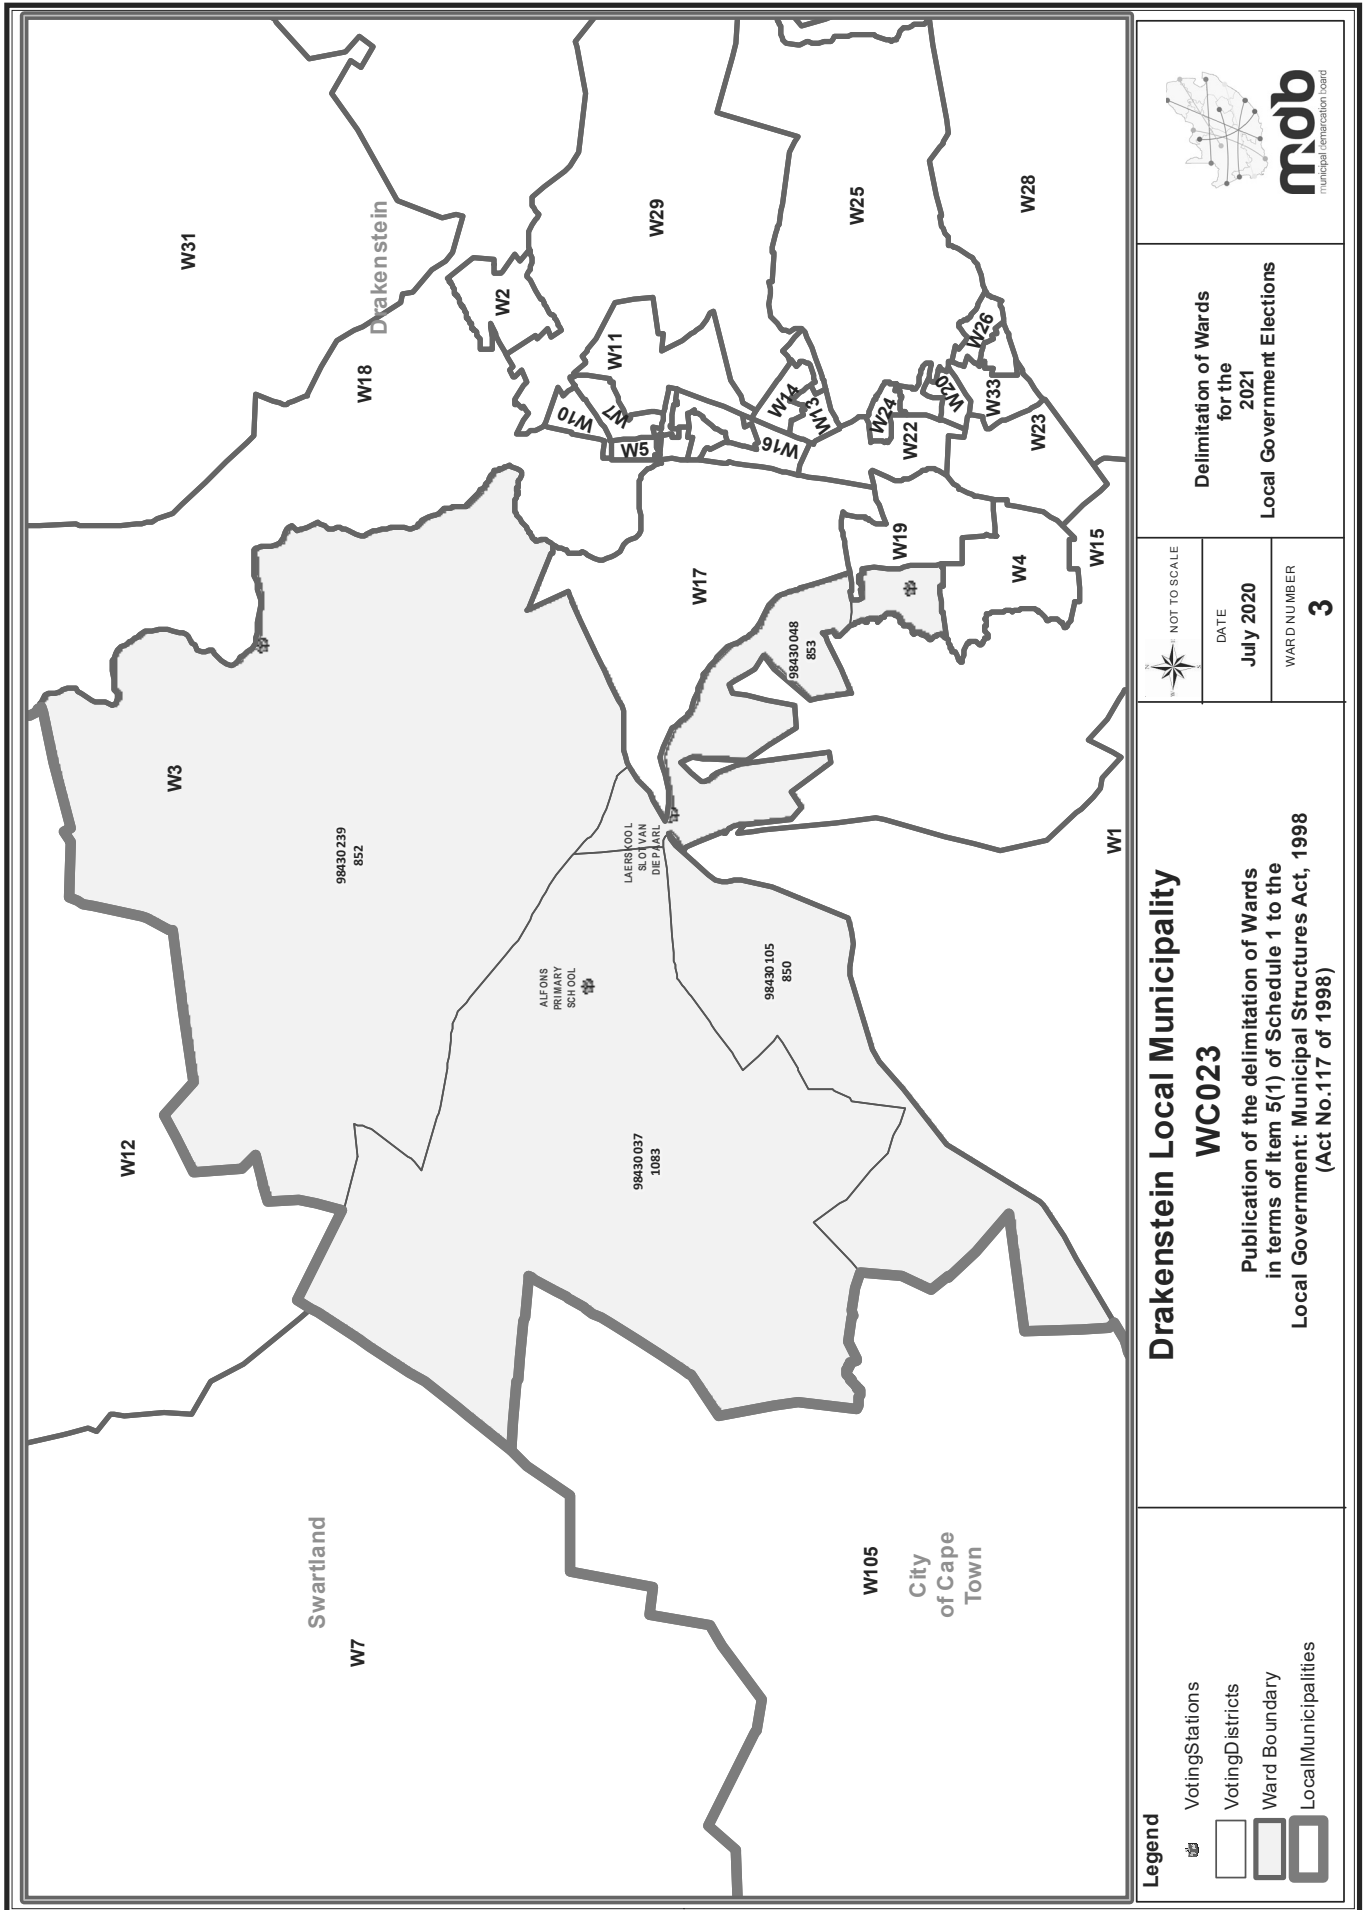 W31
Drakenstein
W18
W2
W29
W25
W28
W11
W10
W7
W5
W14
W13
W16
W24
W22
W20
W26
W33
W23
W19
W4
W15
W17
W3
W12
W1
98430239
852
98430048
853
LAERSKOOL
SLOT VAN
DIE PAARL
ALFONS
PRIMARY
SCHOOL
98430105
850
98430037
1083
Swartland
W7
W105
City
of Cape
Town
Legend
VotingStations
VotingDistricts
Ward Boundary
LocalMunicipalities
Drakenstein Local Municipality
WC023
Publication of the delimitation of Wards
in terms of Item 5(1) of Schedule 1 to the
Local Government: Municipal Structures Act, 1998
(Act No.117 of 1998)
N
E
S
W
NOT TO SCALE
DATE
July 2020
WARD NUMBER
3
Delimitation of Wards
for the
2021
Local Government Elections
mdb
municipal demarcation board